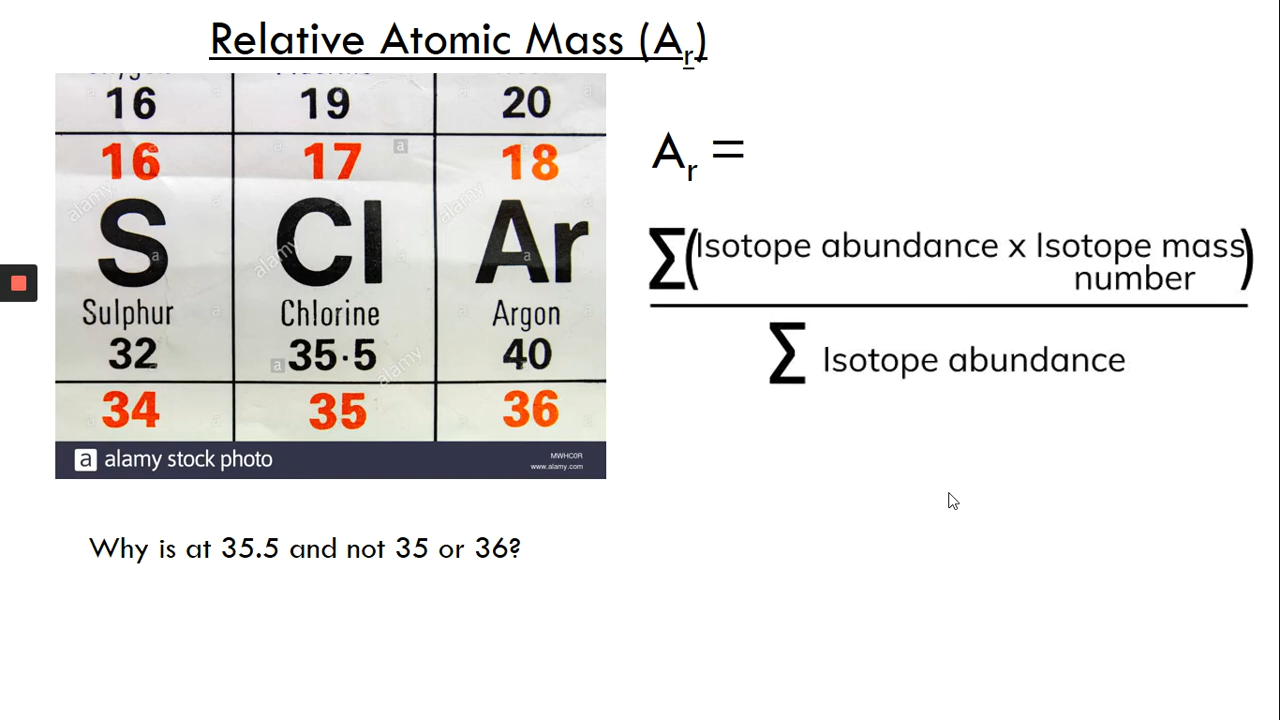 Relative Atomic Mass (Ar)
16 19 20
16 17 18
S Cl Ar
Sulphur Chlorine Argon
32 35·5 40
34 35 36
a alamy stock photo
MWHC0R
www.alamy.com
Ar =
∑(Isotope abundance x Isotope mass
number)
∑ Isotope abundance
Why is at 35.5 and not 35 or 36?